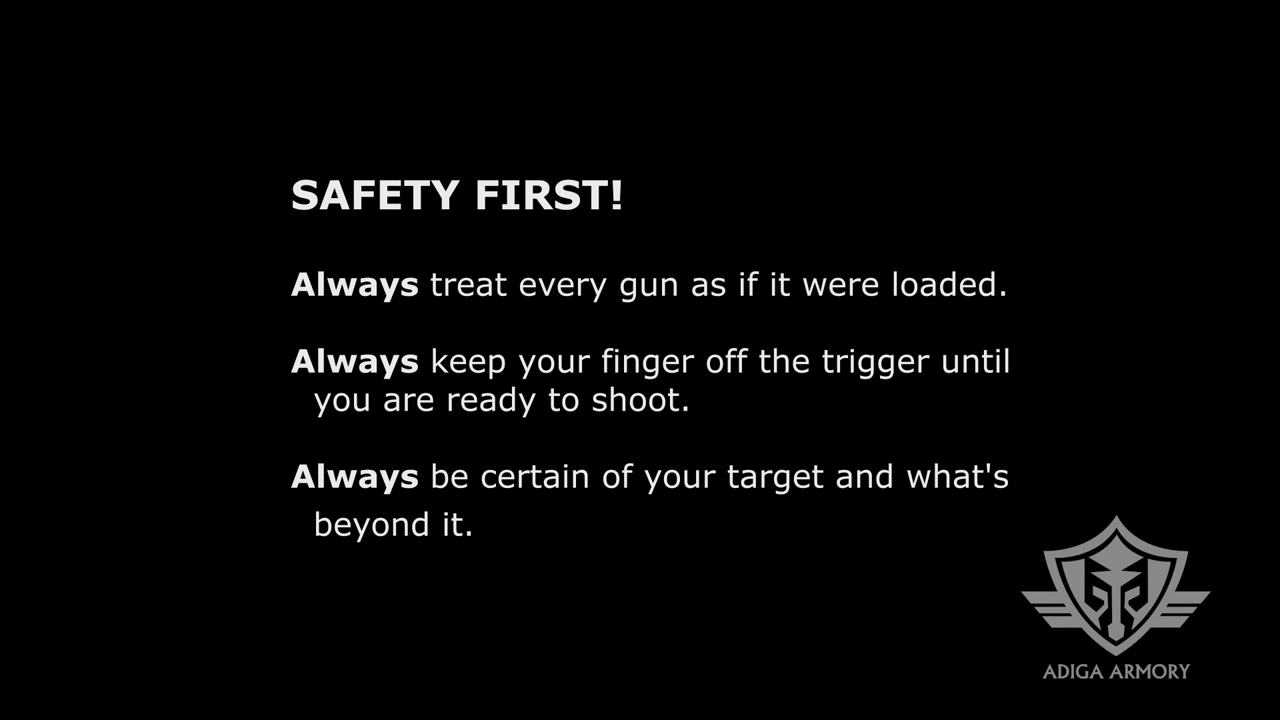 SAFETY FIRST!
Always treat every gun as if it were loaded.
Always keep your finger off the trigger until
you are ready to shoot.
Always be certain of your target and what's
beyond it.
ADIGA ARMORY